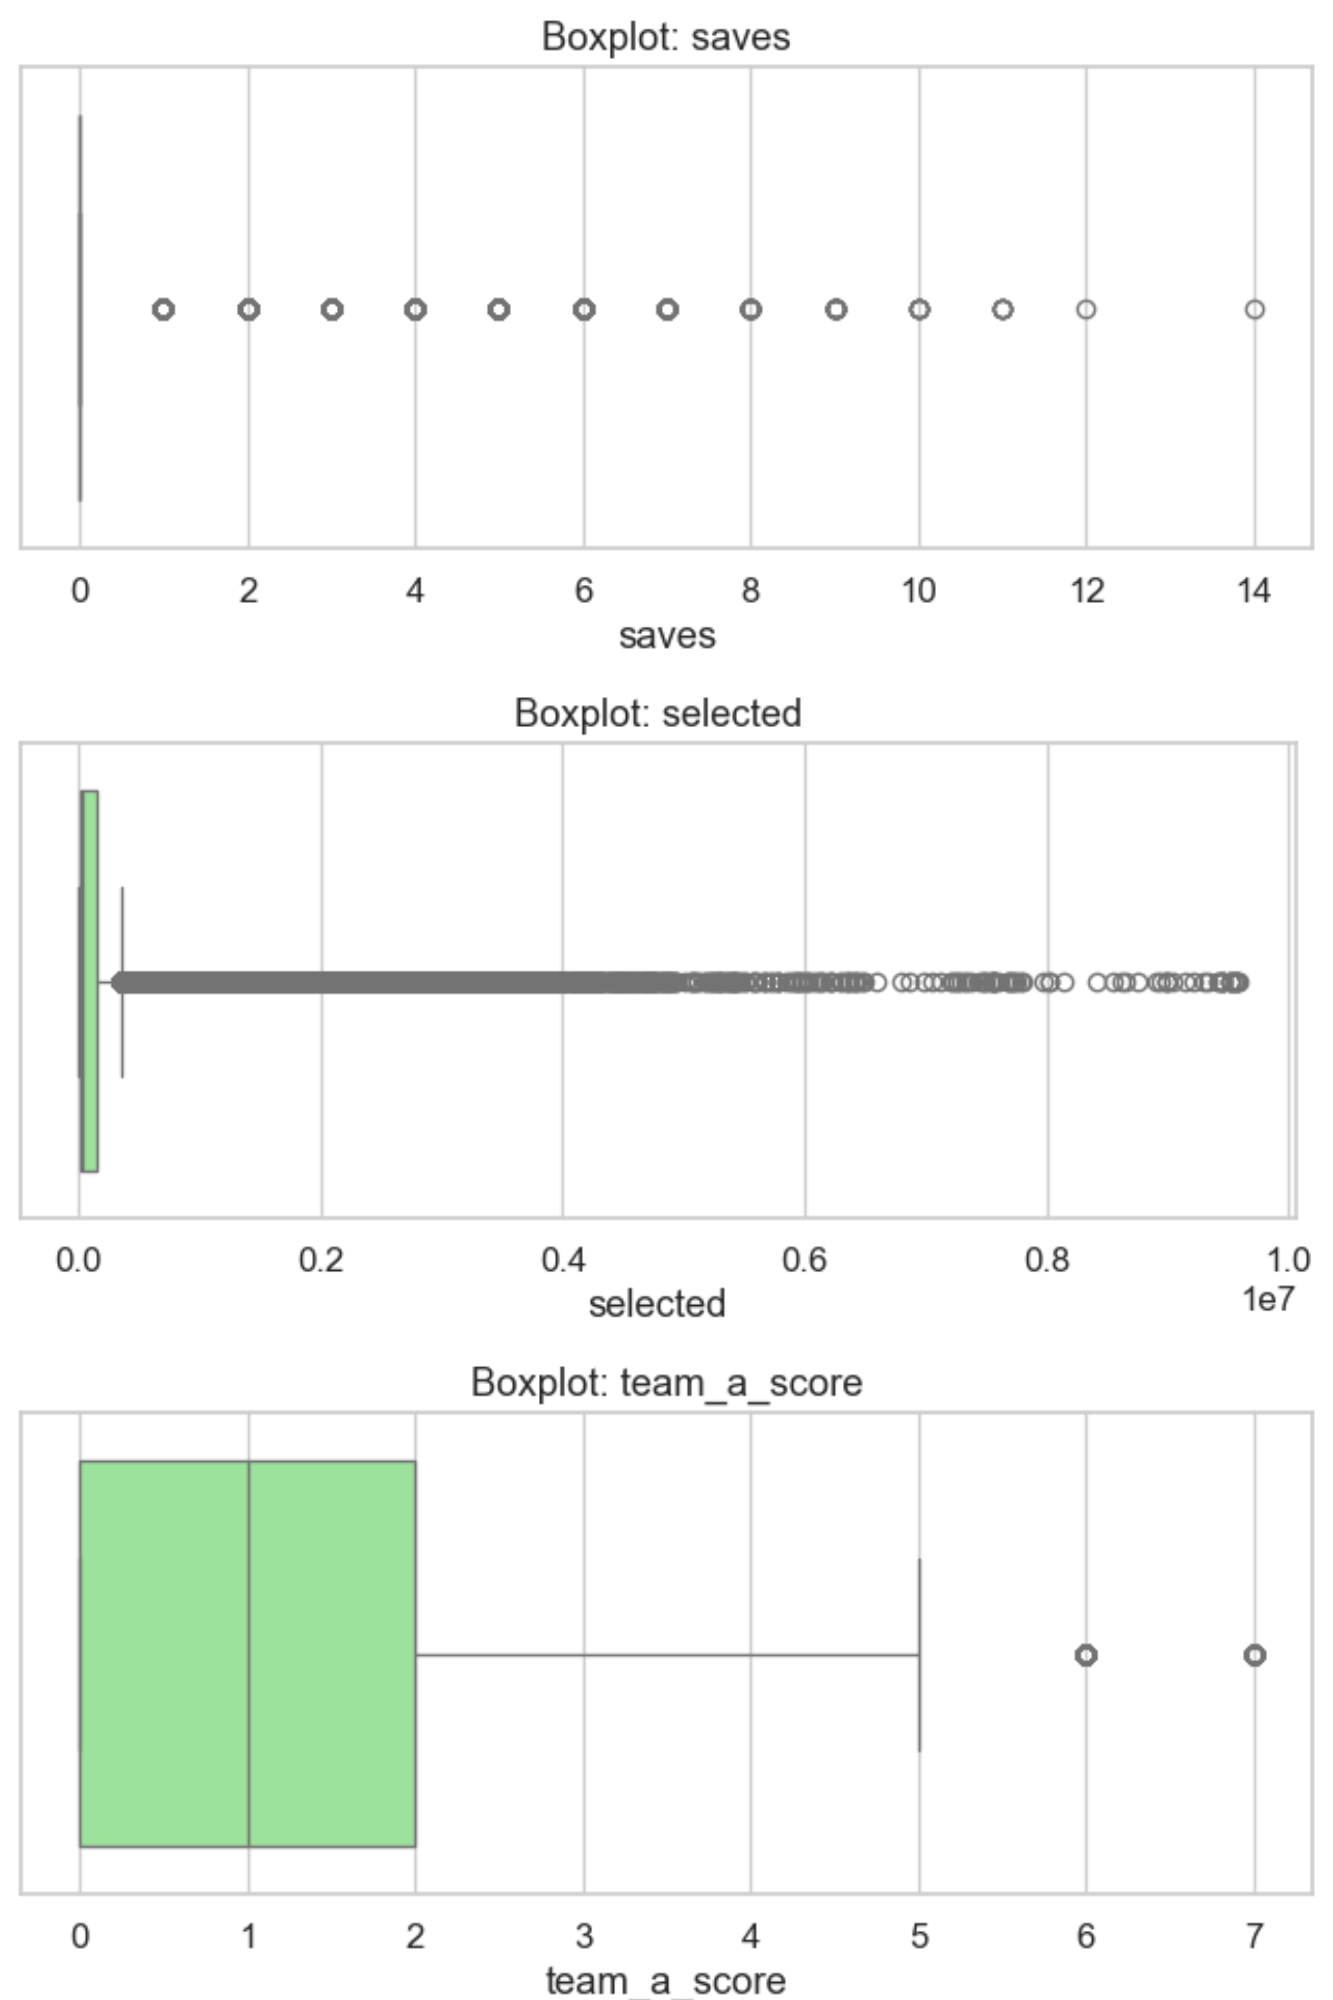 Boxplot: saves
0 2 4 6 8 10 12 14
saves
Boxplot: selected
0.0 0.2 0.4 0.6 0.8 1.0
1e7
selected
Boxplot: team_a_score
0 1 2 3 4 5 6 7
team_a_score